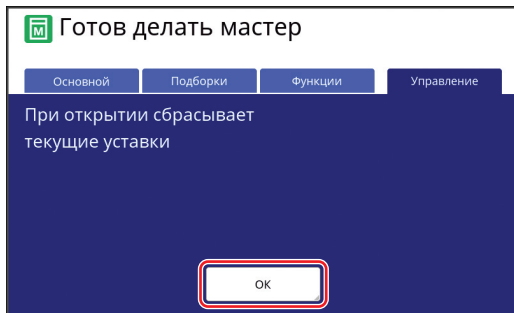 M Готов делать мастер
Основной Подборки Функции Управление
При открытии сбрасывает
текущие уставки
ОК